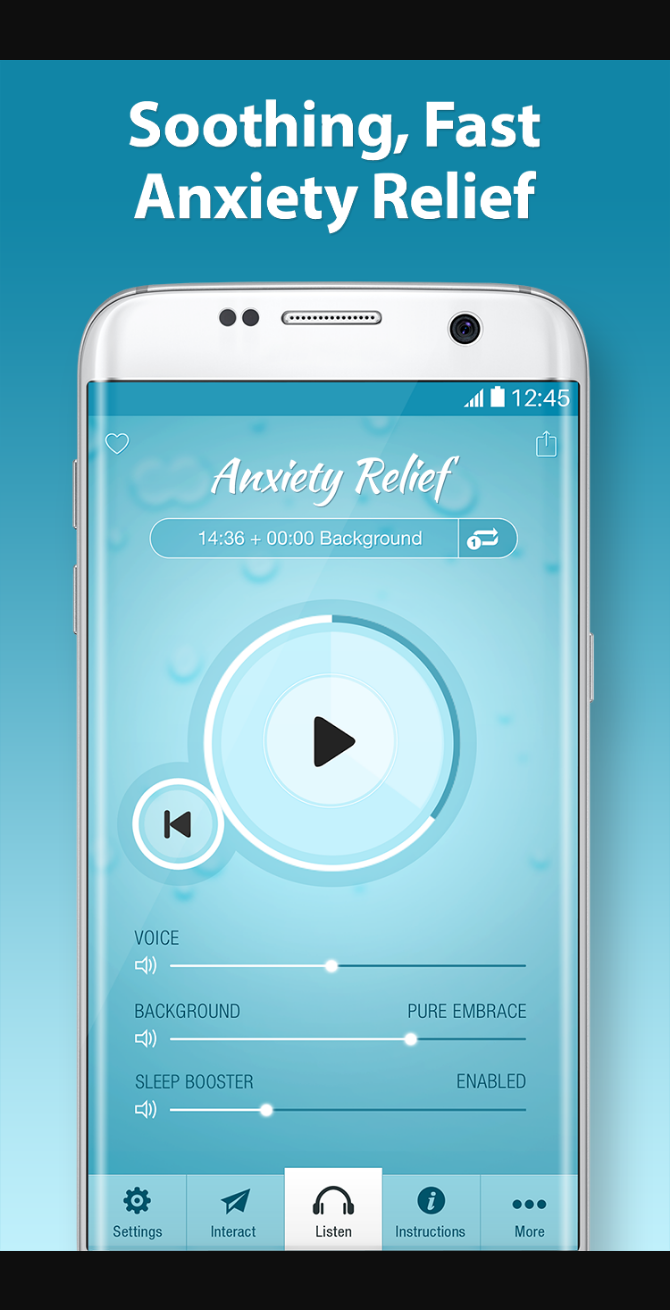 Soothing, Fast
Anxiety Relief
12:45
Anxiety Relief
14:36 + 00:00 Background
1
VOICE
BACKGROUND PURE EMBRACE
SLEEP BOOSTER ENABLED
Settings Interact Listen Instructions More